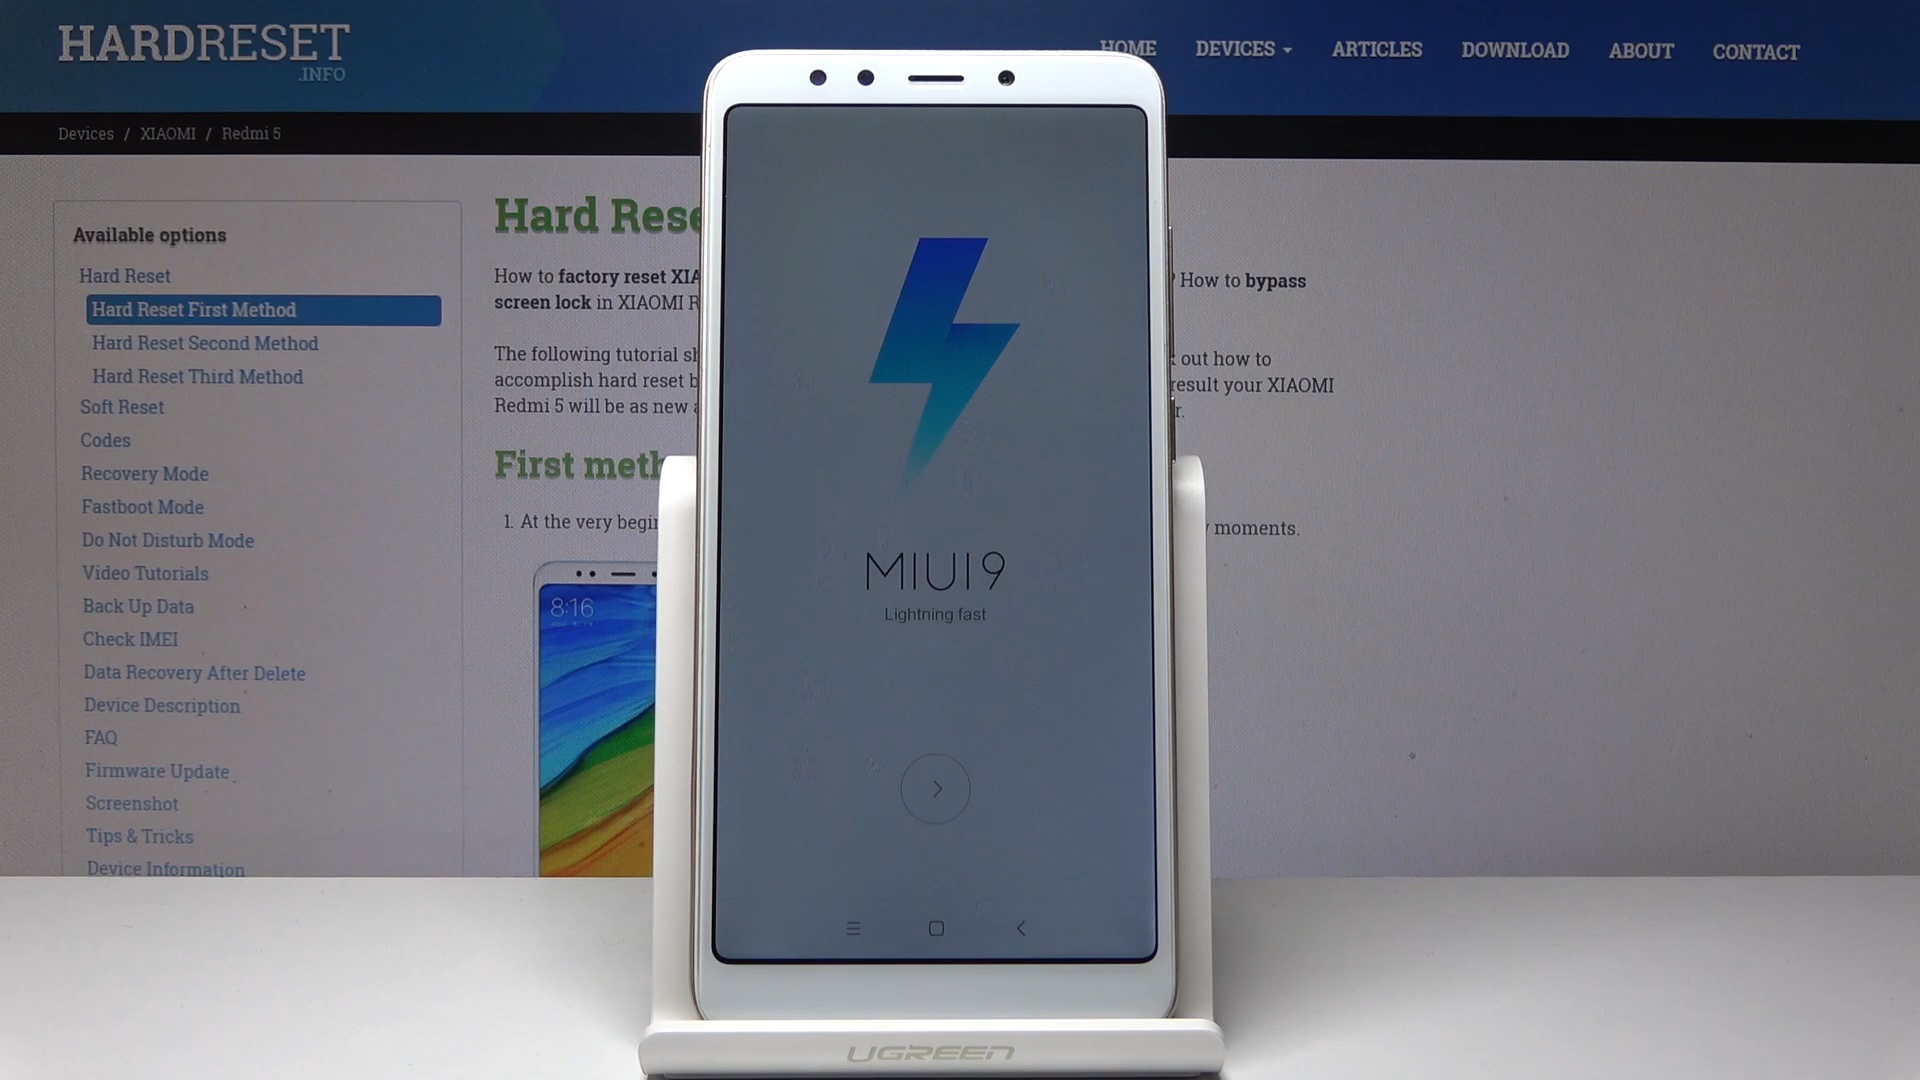 HARDRESET
.INFO
HOME DEVICES ARTICLES DOWNLOAD ABOUT CONTACT
Devices / XIAOMI / Redmi 5
Available options
Hard Reset
Hard Reset First Method
Hard Reset Second Method
Hard Reset Third Method
Soft Reset
Codes
Recovery Mode
Fastboot Mode
Do Not Disturb Mode
Video Tutorials
Back Up Data
Check IMEI
Data Recovery After Delete
Device Description
FAQ
Firmware Update
Screenshot
Tips & Tricks
Device Information
Hard Rese
How to factory reset XIA How to bypass
screen lock in XIAOMI R
The following tutorial sh out how to
accomplish hard reset b result your XIAOMI
Redmi 5 will be as new a r.
First meth
1. At the very begin moments.
8:16
MIUI 9
Lightning fast
UGREEN